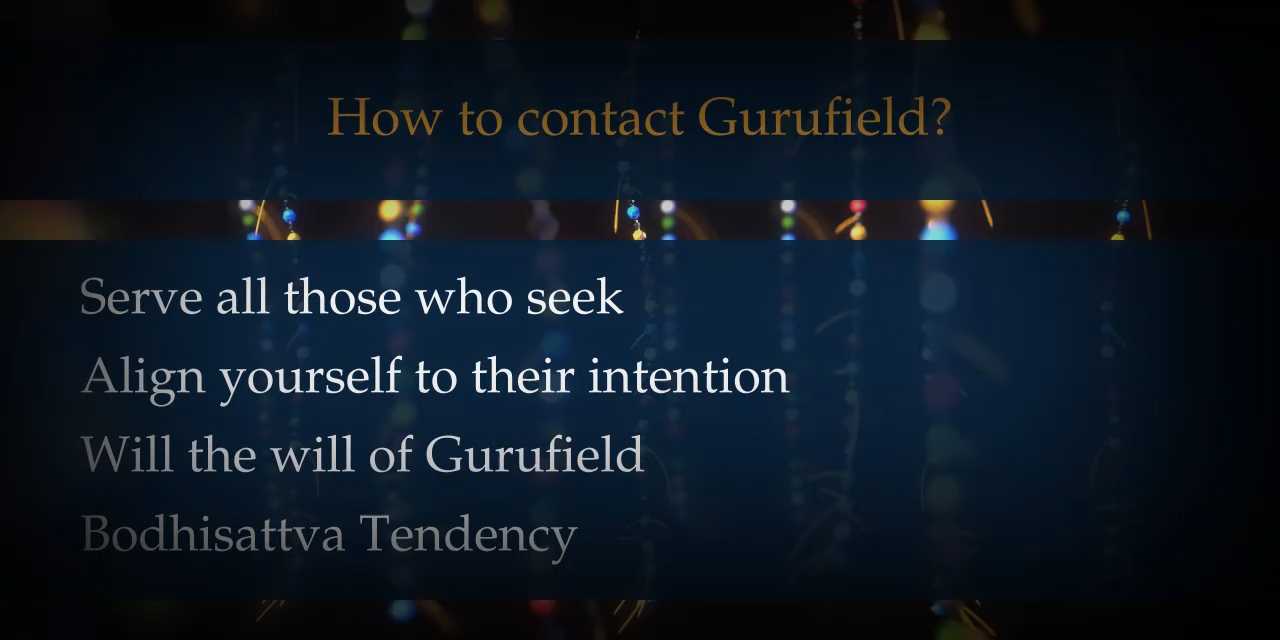 How to contact Gurufield?
Serve all those who seek
Align yourself to their intention
Will the will of Gurufield
Bodhisattva Tendency